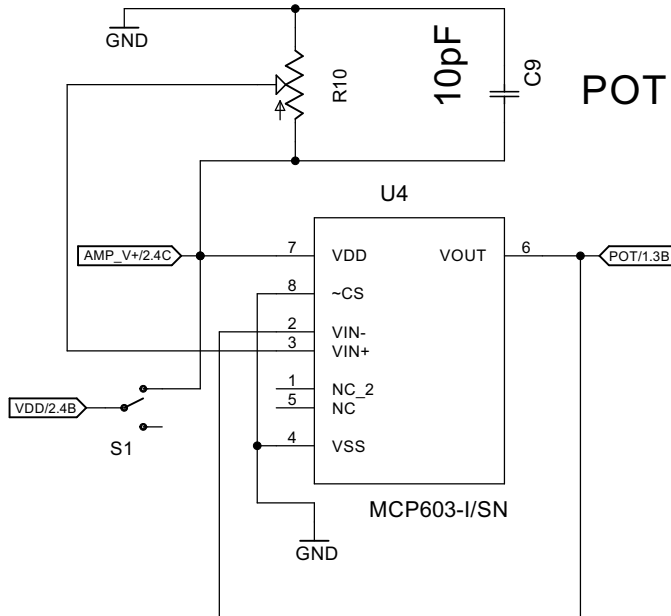 GND
R10
10pF
C9
POT
U4
AMP_V+/2.4C
7
VDD
VOUT
6
POT/1.3B
8
~CS
2
VIN-
3
VIN+
1
NC_2
5
NC
VDD/2.4B
S1
4
VSS
MCP603-I/SN
GND